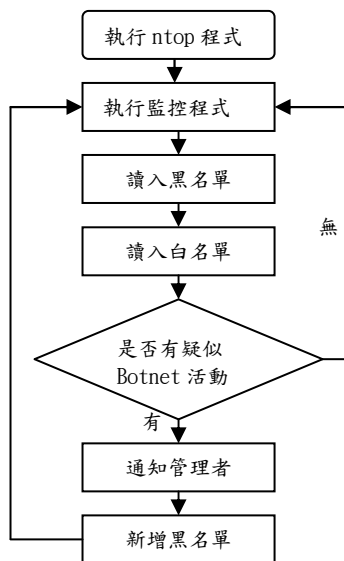 執行 ntop 程式
執行監控程式
讀入黑名單
讀入白名單
無
是否有疑似
Botnet 活動
有
通知管理者
新增黑名單